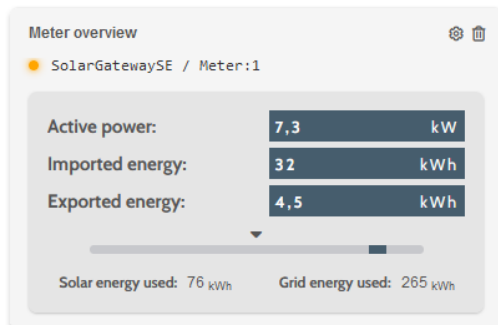 Meter overview
SolarGatewaySE / Meter:1
Active power: 7,3 kW
Imported energy: 32 kWh
Exported energy: 4,5 kWh
Solar energy used: 76 kWh Grid energy used: 265 kWh